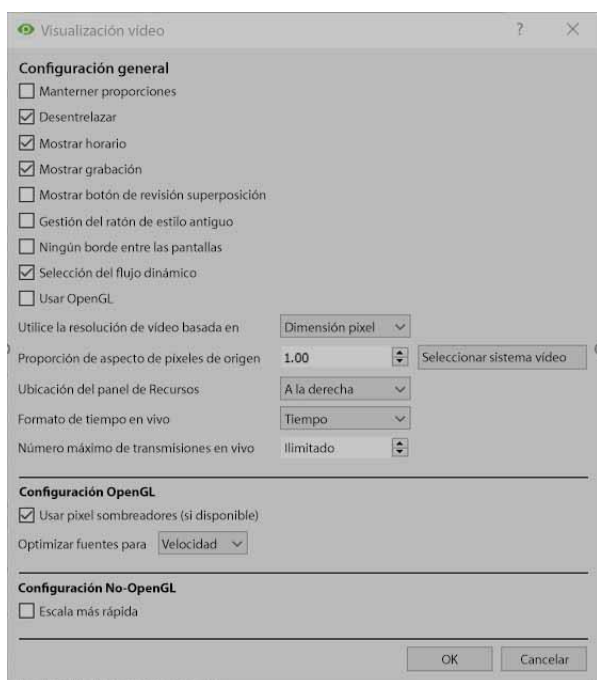 Visualización vídeo ?
Configuración general
Manterner proporciones
Desentrelazar
Mostrar horario
Mostrar grabación
Mostrar botón de revisión superposición
Gestión del ratón de estilo antiguo
Ningún borde entre las pantallas
Selección del flujo dinámico
Usar OpenGL
Utilice la resolución de vídeo basada en Dimensión pixel
Proporción de aspecto de píxeles de origen 1.00 Seleccionar sistema vídeo
Ubicación del panel de Recursos A la derecha
Formato de tiempo en vivo Tiempo
Número máximo de transmisiones en vivo Ilimitado
Configuración OpenGL
Usar pixel sombreadores (si disponible)
Optimizar fuentes para Velocidad
Configuración No-OpenGL
Escala más rápida
OK Cancelar